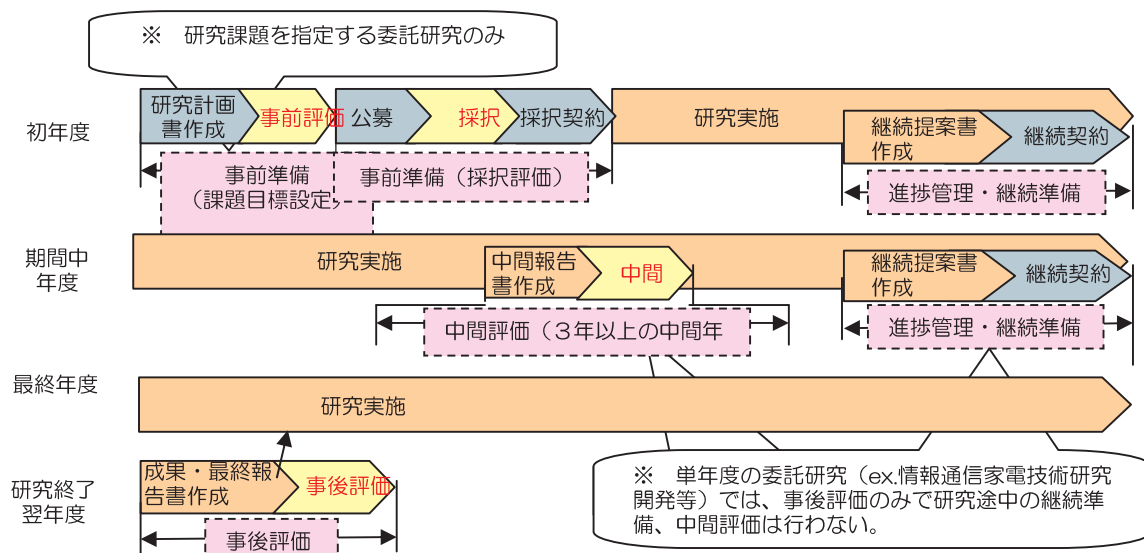 ※　研究課題を指定する委託研究のみ
初年度
研究計画
書作成
事前評価
公募
採択
採択契約
研究実施
継続提案書
作成
継続契約
事前準備
（課題目標設定）
事前準備（採択評価）
進捗管理・継続準備
期間中
年度
研究実施
中間報告
書作成
中間
継続提案書
作成
継続契約
中間評価（３年以上の中間年
進捗管理・継続準備
最終年度
研究実施
研究終了
翌年度
成果・最終報
告書作成
事後評価
事後評価
※　単年度の委託研究（ex.情報通信家電技術研究
開発等）では、事後評価のみで研究途中の継続準
備、中間評価は行わない。